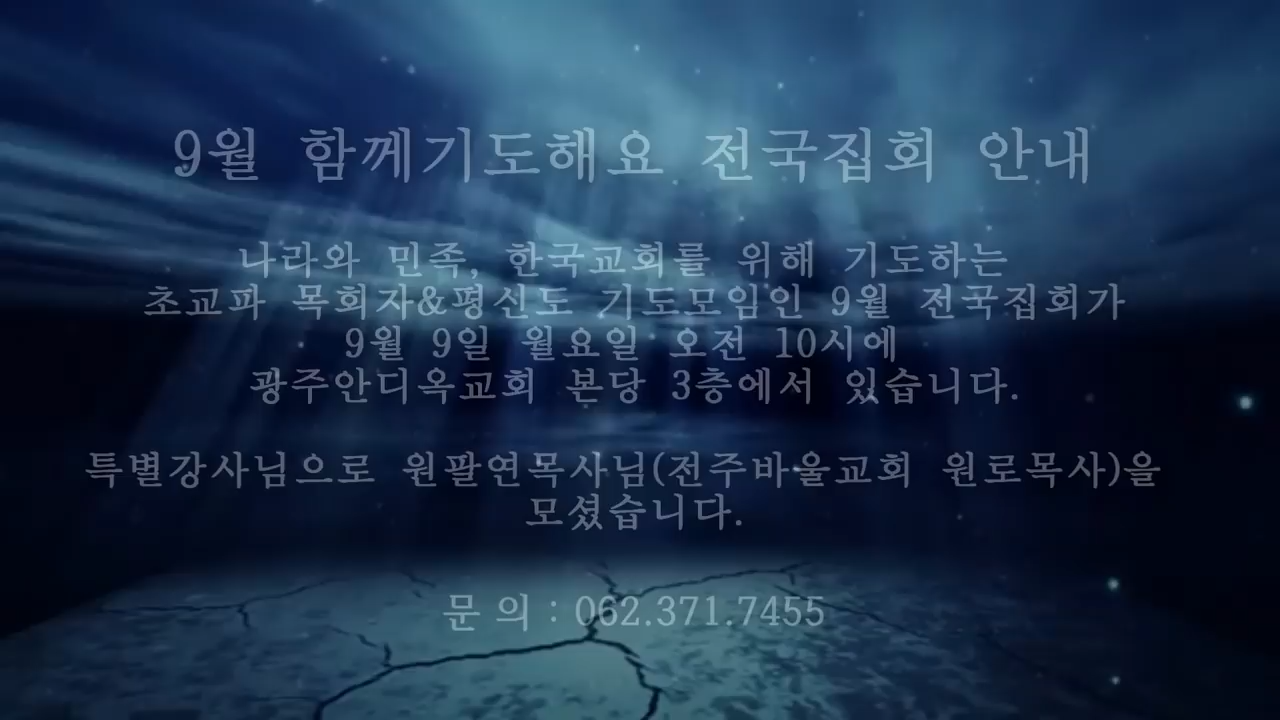 9월 함께기도해요 전국집회 안내
나라와 민족, 한국교회를 위해 기도하는
초교파 목회자&평신도 기도모임인 9월 전국집회가
9월 9일 월요일 오전 10시에
광주안디옥교회 본당 3층에서 있습니다.
특별강사님으로 원팔연목사님(전주바울교회 원로목사)을
모셨습니다.
문 의 : 062.371.7455